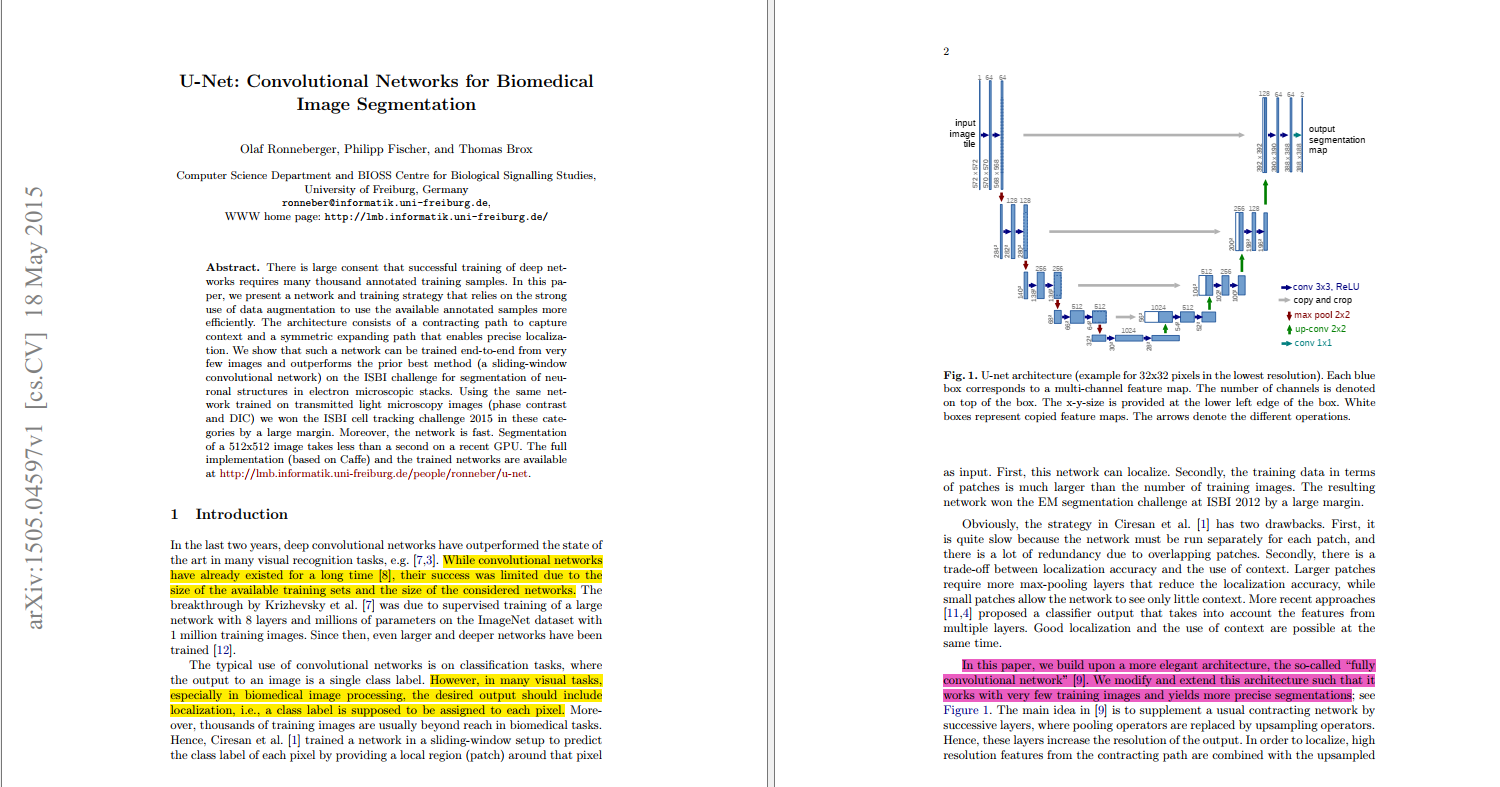 arXiv:1505.04597v1 [cs.CV] 18 May 2015
U-Net: Convolutional Networks for Biomedical
Image Segmentation
Olaf Ronneberger, Philipp Fischer, and Thomas Brox
Computer Science Department and BIOSS Centre for Biological Signalling Studies,
University of Freiburg, Germany
ronneber@informatik.uni-freiburg.de,
WWW home page: http://lmb.informatik.uni-freiburg.de/
Abstract. There is large consent that successful training of deep net-
works requires many thousand annotated training samples. In this pa-
per, we present a network and training strategy that relies on the strong
use of data augmentation to use the available annotated samples more
efficiently. The architecture consists of a contracting path to capture
context and a symmetric expanding path that enables precise localiza-
tion. We show that such a network can be trained end-to-end from very
few images and outperforms the prior best method (a sliding-window
convolutional network) on the ISBI challenge for segmentation of neu-
ronal structures in electron microscopic stacks. Using the same net-
work trained on transmitted light microscopy images (phase contrast
and DIC) we won the ISBI cell tracking challenge 2015 in these cate-
gories by a large margin. Moreover, the network is fast. Segmentation
of a 512x512 image takes less than a second on a recent GPU. The full
implementation (based on Caffe) and the trained networks are available
at http://lmb.informatik.uni-freiburg.de/people/ronneber/u-net.
1 Introduction
In the last two years, deep convolutional networks have outperformed the state of
the art in many visual recognition tasks, e.g. [7,3]. While convolutional networks
have already existed for a long time [8], their success was limited due to the
size of the available training sets and the size of the considered networks. The
breakthrough by Krizhevsky et al. [7] was due to supervised training of a large
network with 8 layers and millions of parameters on the ImageNet dataset with
1 million training images. Since then, even larger and deeper networks have been
trained [12].
The typical use of convolutional networks is on classification tasks, where
the output to an image is a single class label. However, in many visual tasks,
especially in biomedical image processing, the desired output should include
localization, i.e., a class label is supposed to be assigned to each pixel. More-
over, thousands of training images are usually beyond reach in biomedical tasks.
Hence, Ciresan et al. [1] trained a network in a sliding-window setup to predict
the class label of each pixel by providing a local region (patch) around that pixel
2
1 64 64
128 64 64 2
input
image
tile
output
segmentation
map
572 x 572
570 x 570
568 x 568
392 x 392
390 x 390
388 x 388
388 x 388
128 128
256 128
284²
282²
280²
200²
198²
196²
256 256
512 256
140²
138²
136²
104²
102²
100²
512 512
1024 512
68²
66²
64²
56²
54²
52²
1024
32²
30²
28²
conv 3x3, ReLU
copy and crop
max pool 2x2
up-conv 2x2
conv 1x1
Fig. 1. U-net architecture (example for 32x32 pixels in the lowest resolution). Each blue
box corresponds to a multi-channel feature map. The number of channels is denoted
on top of the box. The x-y-size is provided at the lower left edge of the box. White
boxes represent copied feature maps. The arrows denote the different operations.
as input. First, this network can localize. Secondly, the training data in terms
of patches is much larger than the number of training images. The resulting
network won the EM segmentation challenge at ISBI 2012 by a large margin.
Obviously, the strategy in Ciresan et al. [1] has two drawbacks. First, it
is quite slow because the network must be run separately for each patch, and
there is a lot of redundancy due to overlapping patches. Secondly, there is a
trade-off between localization accuracy and the use of context. Larger patches
require more max-pooling layers that reduce the localization accuracy, while
small patches allow the network to see only little context. More recent approaches
[11,4] proposed a classifier output that takes into account the features from
multiple layers. Good localization and the use of context are possible at the
same time.
In this paper, we build upon a more elegant architecture, the so-called “fully
convolutional network” [9]. We modify and extend this architecture such that it
works with very few training images and yields more precise segmentations; see
Figure 1. The main idea in [9] is to supplement a usual contracting network by
successive layers, where pooling operators are replaced by upsampling operators.
Hence, these layers increase the resolution of the output. In order to localize, high
resolution features from the contracting path are combined with the upsampled